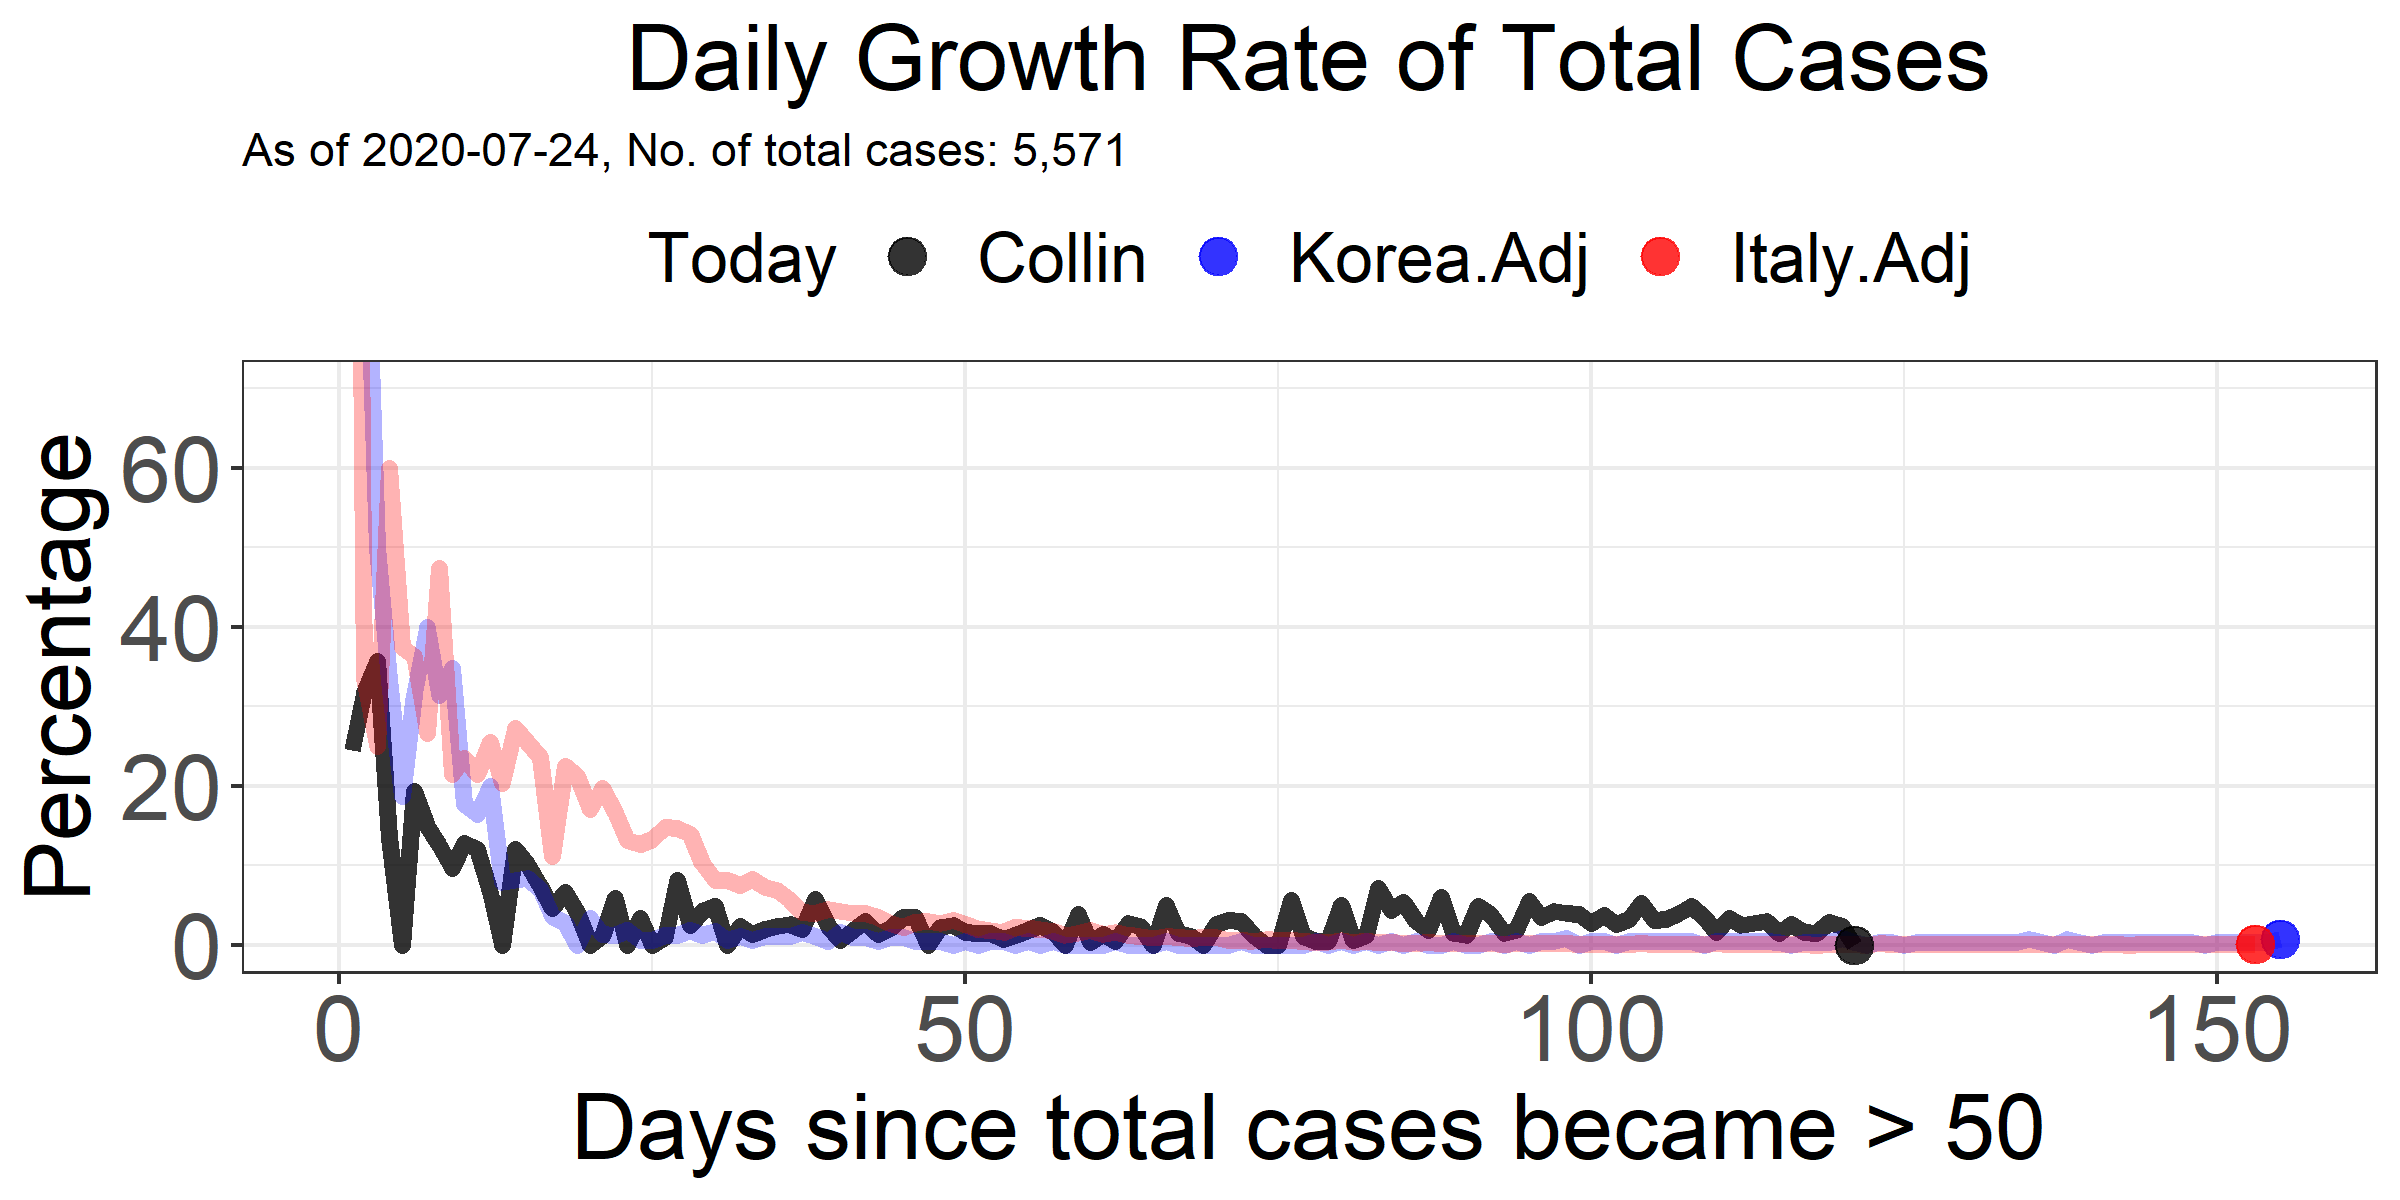 Daily Growth Rate of Total Cases
As of 2020-07-24, No. of total cases: 5,571
Today Collin Korea.Adj Italy.Adj
Percentage
60
40
20
0
0 50 100 150
Days since total cases became > 50